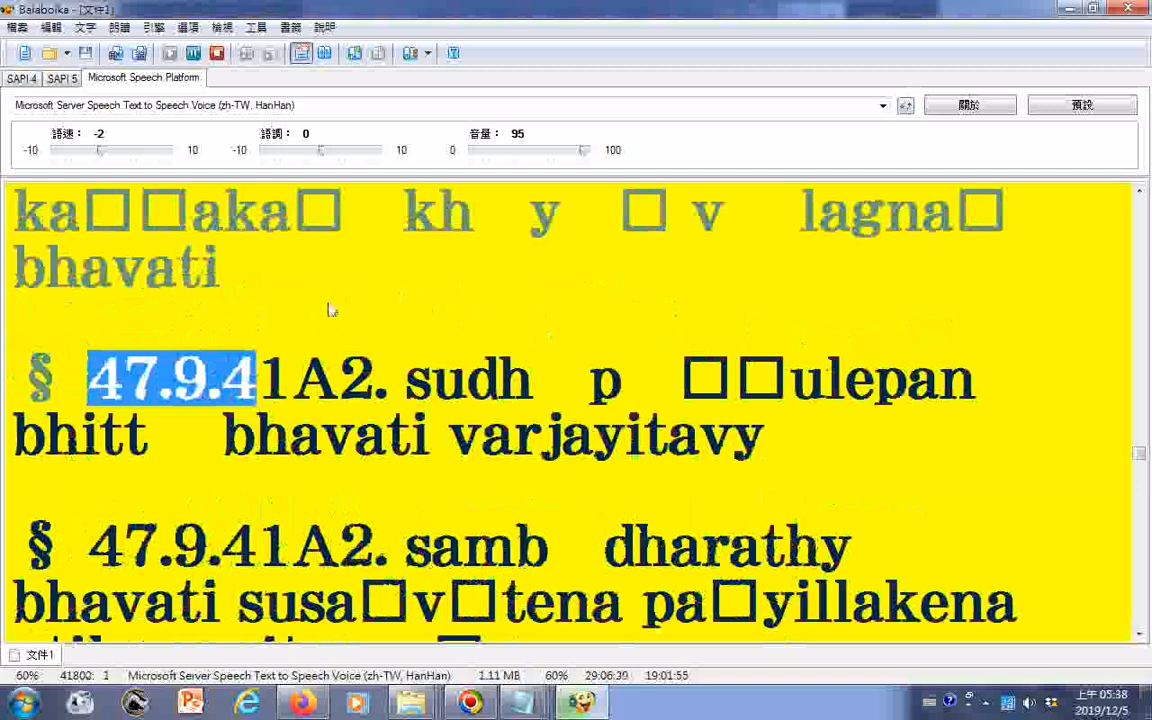 Balabolka - [文件1]
檔案 編輯 文字 朗讀 引擎 選項 檢視 工具 書籤 說明
SAPI 4 SAPI 5 Microsoft Speech Platform
Microsoft Server Speech Text to Speech Voice (zh-TW, HanHan) 關於 預設
語速： -2 語調： 0 音量： 95
-10 10 -10 10 0 100
ka□□aka□ kh y □ v lagna□
bhavati
§ 47.9.41A2. sudh p □□ulepan
bhitt bhavati varjayitavy
§ 47.9.41A2. samb dharathy
bhavati susa□v□tena pa□yillakena
文件1
60% 41802: 1 Microsoft Server Speech Text to Speech Voice (zh-TW, HanHan) 1.11 MB 60% 29:06:39 19:01:55
上午 05:38
2019/12/5